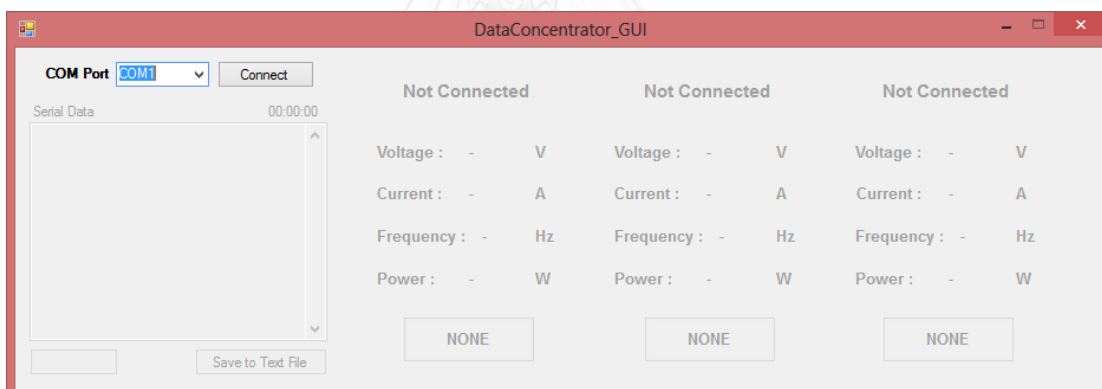 DataConcentrator_GUI
COM Port COM1 Connect
Serial Data 00:00:00
Save to Text File
Not Connected
Voltage : - V
Current : - A
Frequency : - Hz
Power : - W
NONE
Not Connected
Voltage : - V
Current : - A
Frequency : - Hz
Power : - W
NONE
Not Connected
Voltage : - V
Current : - A
Frequency : - Hz
Power : - W
NONE